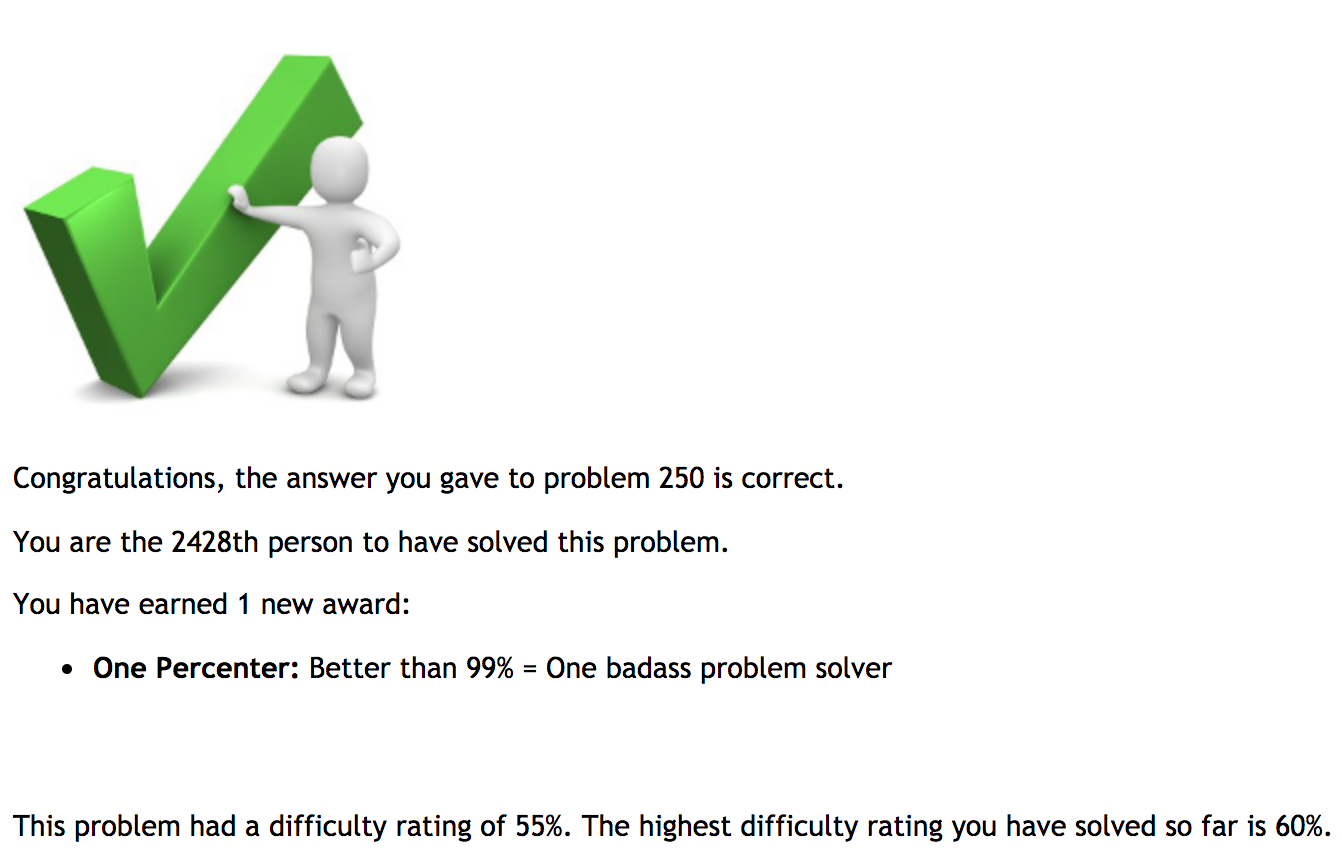 Congratulations, the answer you gave to problem 250 is correct.
You are the 2428th person to have solved this problem.
You have earned 1 new award:
• One Percenter: Better than 99% = One badass problem solver
This problem had a difficulty rating of 55%. The highest difficulty rating you have solved so far is 60%.